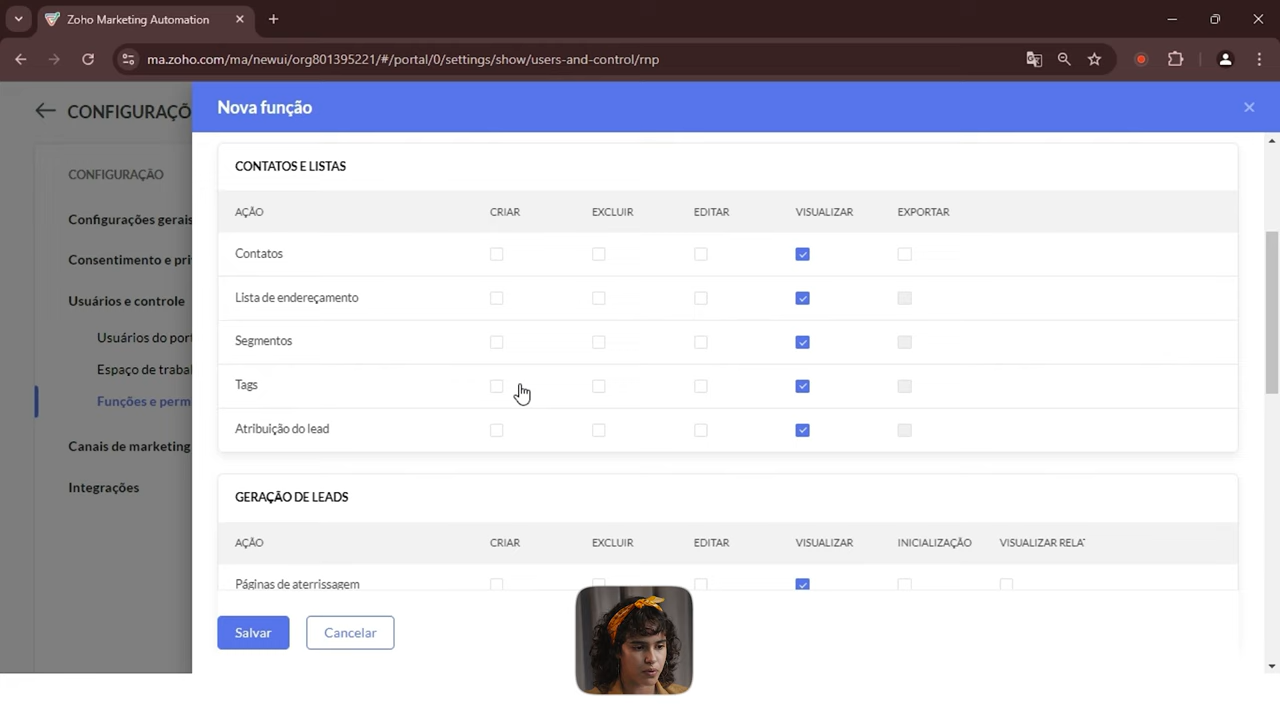 Zoho Marketing Automation
ma.zoho.com/ma/newui/org801395221/#/portal/0/settings/show/users-and-control/rnp
CONFIGURAÇÕ
Nova função
CONFIGURAÇÃO
Configurações gerais
Consentimento e pri
Usuários e controle
Usuários do port
Espaço de traba
Funções e perm
Canais de marketing
Integrações
CONTATOS E LISTAS
AÇÃO CRIAR EXCLUIR EDITAR VISUALIZAR EXPORTAR
Contatos
Lista de endereçamento
Segmentos
Tags
Atribuição do lead
GERAÇÃO DE LEADS
AÇÃO CRIAR EXCLUIR EDITAR VISUALIZAR INICIALIZAÇÃO VISUALIZAR RELAT
Páginas de aterrissagem
Salvar Cancelar